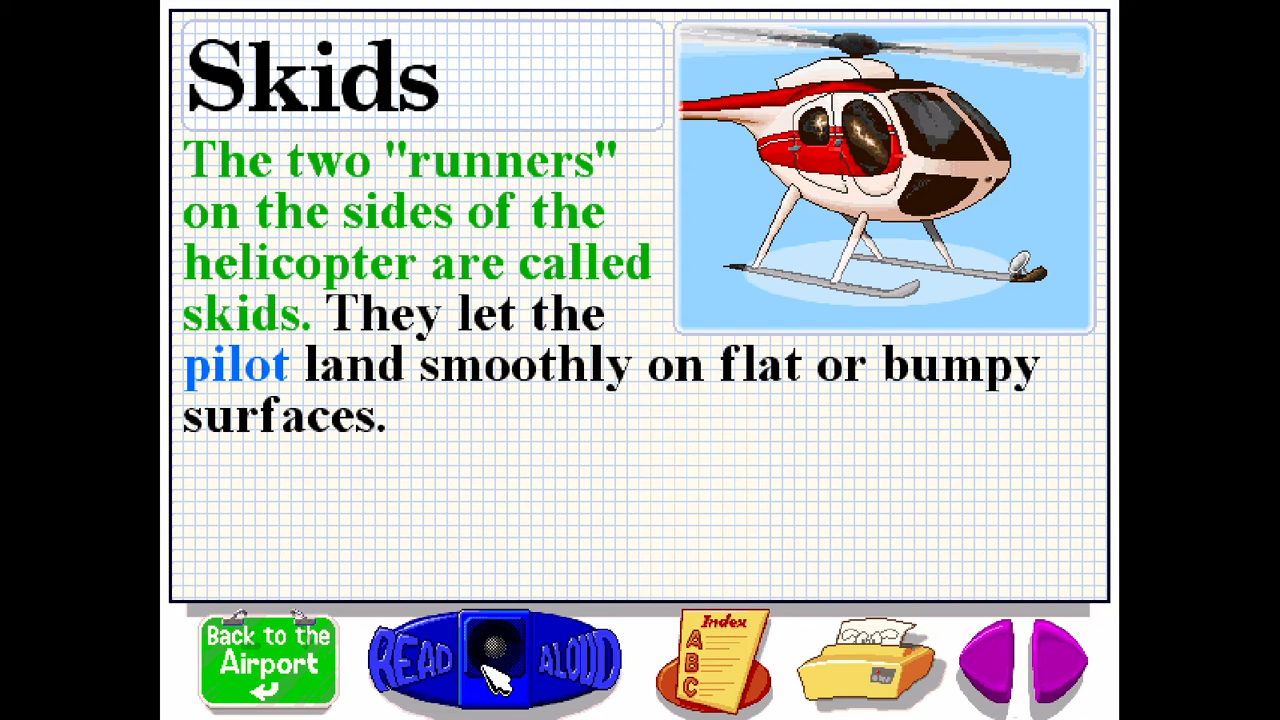 Skids
The two "runners"
on the sides of the
helicopter are called
skids. They let the
pilot land smoothly on flat or bumpy
surfaces.
Back to the
Airport
READ ALOUD
Index
A
B
C